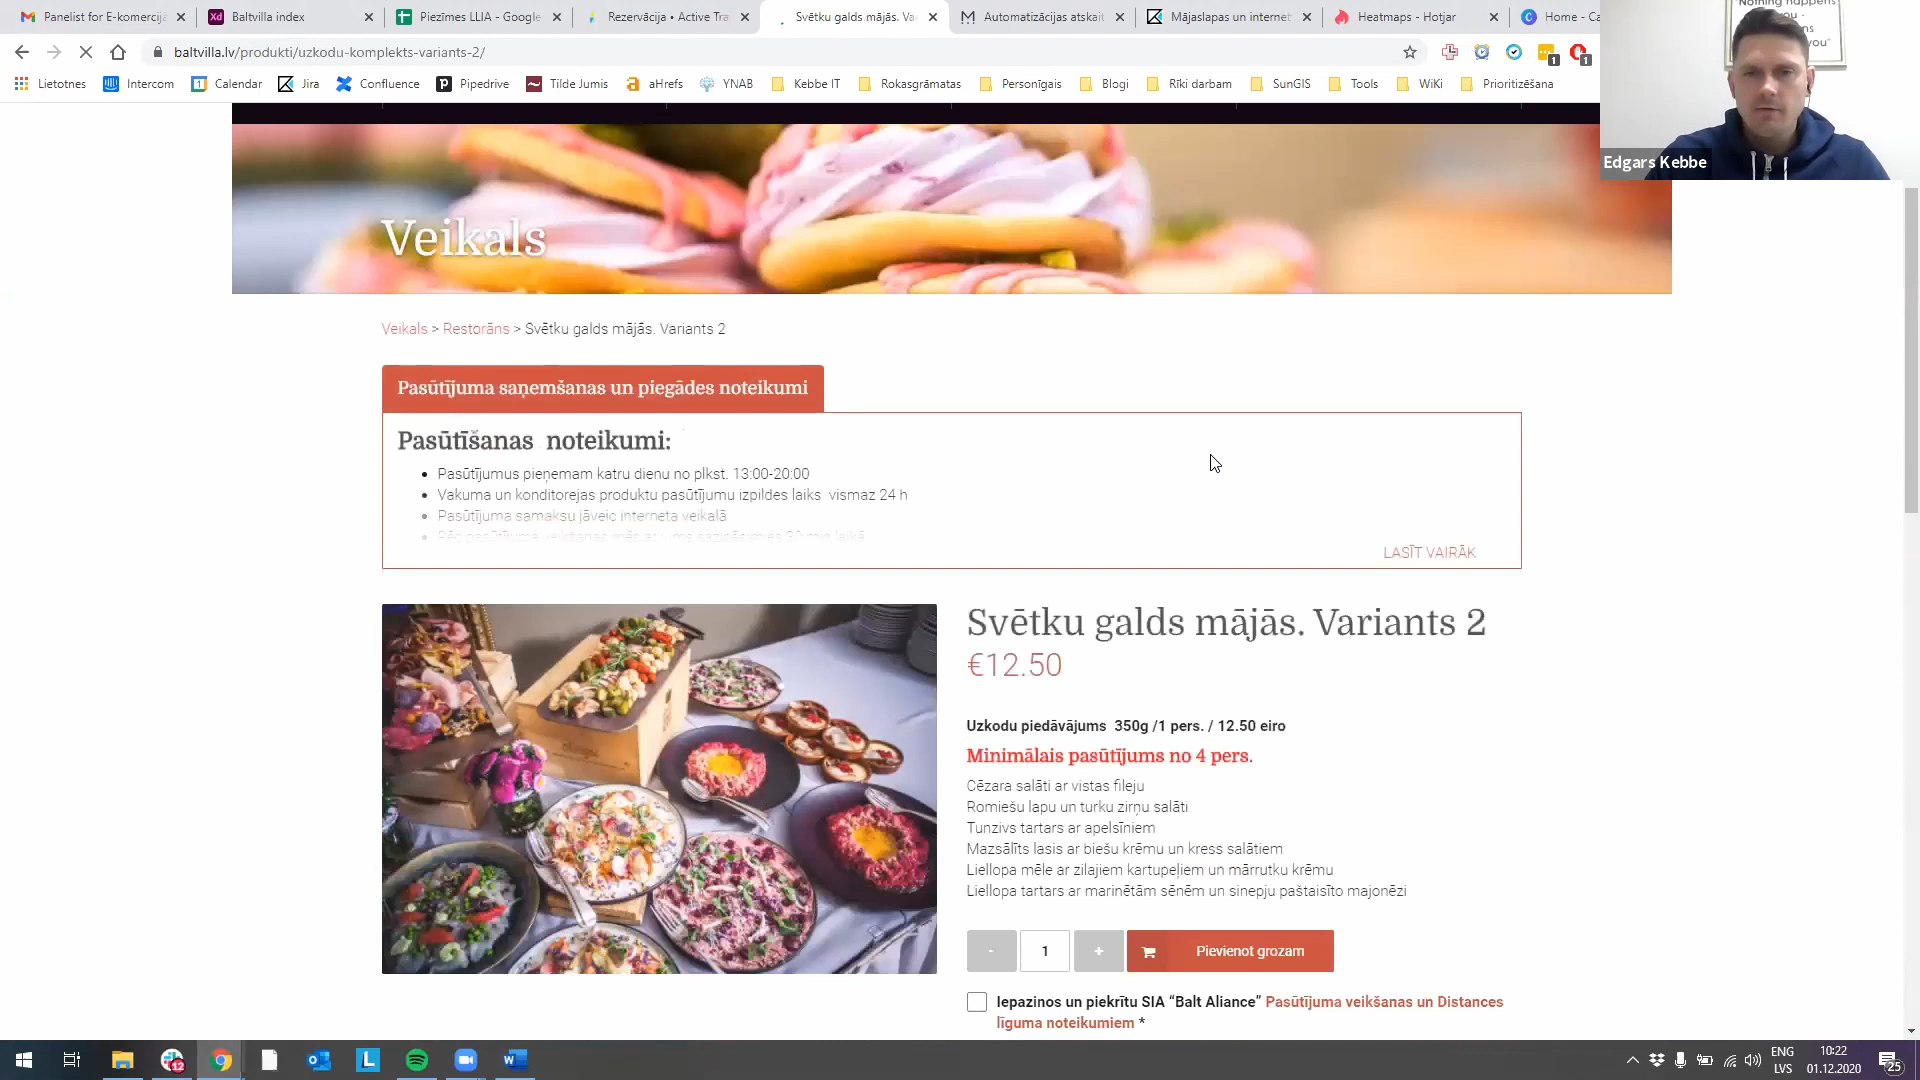 Panelist for E-komercij
Baltvilla index
Piezīmes LLIA - Google
Rezervācija • Active Tra
Svētku galds mājās. Va
Automatizācijas atskait
Mājaslapas un internet
Heatmaps - Hotjar
Home - Ca
baltvilla.lv/produkti/uzkodu-komplekts-variants-2/
Lietotnes
Intercom
Calendar
Jira
Confluence
Pipedrive
Tilde Jumis
aHrefs
YNAB
Kebbe IT
Rokasgrāmatas
Personīgais
Blogi
Rīki darbam
SunGIS
Tools
WiKi
Prioritizēšana
Edgars Kebbe
Veikals
Veikals > Restorāns > Svētku galds mājās. Variants 2
Pasūtījuma saņemšanas un piegādes noteikumi
Pasūtīšanas noteikumi:
Pasūtījumus pieņemam katru dienu no plkst. 13:00-20:00
Vakuma un konditorejas produktu pasūtījumu izpildes laiks vismaz 24 h
Pasūtījuma samaksu jāveic interneta veikalā
LASĪT VAIRĀK
Svētku galds mājās. Variants 2
€12.50
Uzkodu piedāvājums 350g /1 pers. / 12.50 eiro
Minimālais pasūtījums no 4 pers.
Cēzara salāti ar vistas fileju
Romiešu lapu un turku zirņu salāti
Tunzivs tartars ar apelsīniem
Mazsālīts lasis ar biešu krēmu un kress salātiem
Liellopa mēle ar zilajiem kartupeļiem un mārrutku krēmu
Liellopa tartars ar marinētām sēnēm un sinepju paštaisīto majonēzi
- 1 + Pievienot grozam
Iepazinos un piekrītu SIA “Balt Aliance” Pasūtījuma veikšanas un Distances
līguma noteikumiem *
12
ENG
LVS
10:22
01.12.2020
25